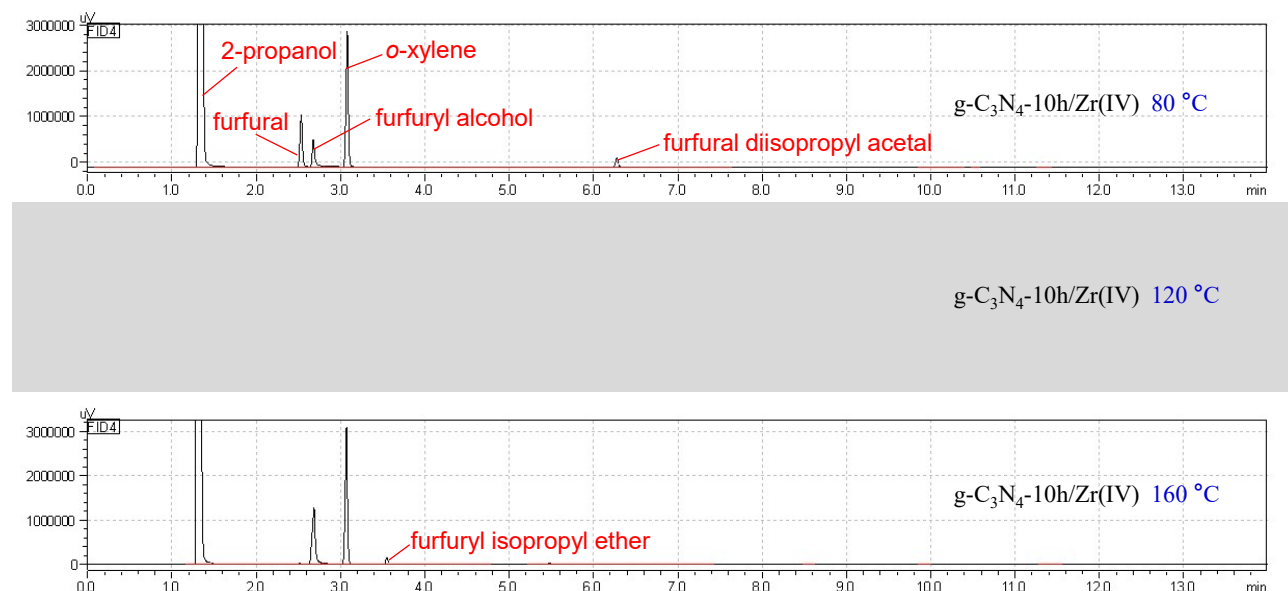 uV
FID4
3000000
2-propanol
o-xylene
2000000
g-C₃N₄-10h/Zr(IV) 80 °C
1000000
furfural
furfuryl alcohol
furfural diisopropyl acetal
0
0.0 1.0 2.0 3.0 4.0 5.0 6.0 7.0 8.0 9.0 10.0 11.0 12.0 13.0 min
g-C₃N₄-10h/Zr(IV) 120 °C
uV
FID4
3000000
2000000
g-C₃N₄-10h/Zr(IV) 160 °C
1000000
furfuryl isopropyl ether
0
0.0 1.0 2.0 3.0 4.0 5.0 6.0 7.0 8.0 9.0 10.0 11.0 12.0 13.0 min